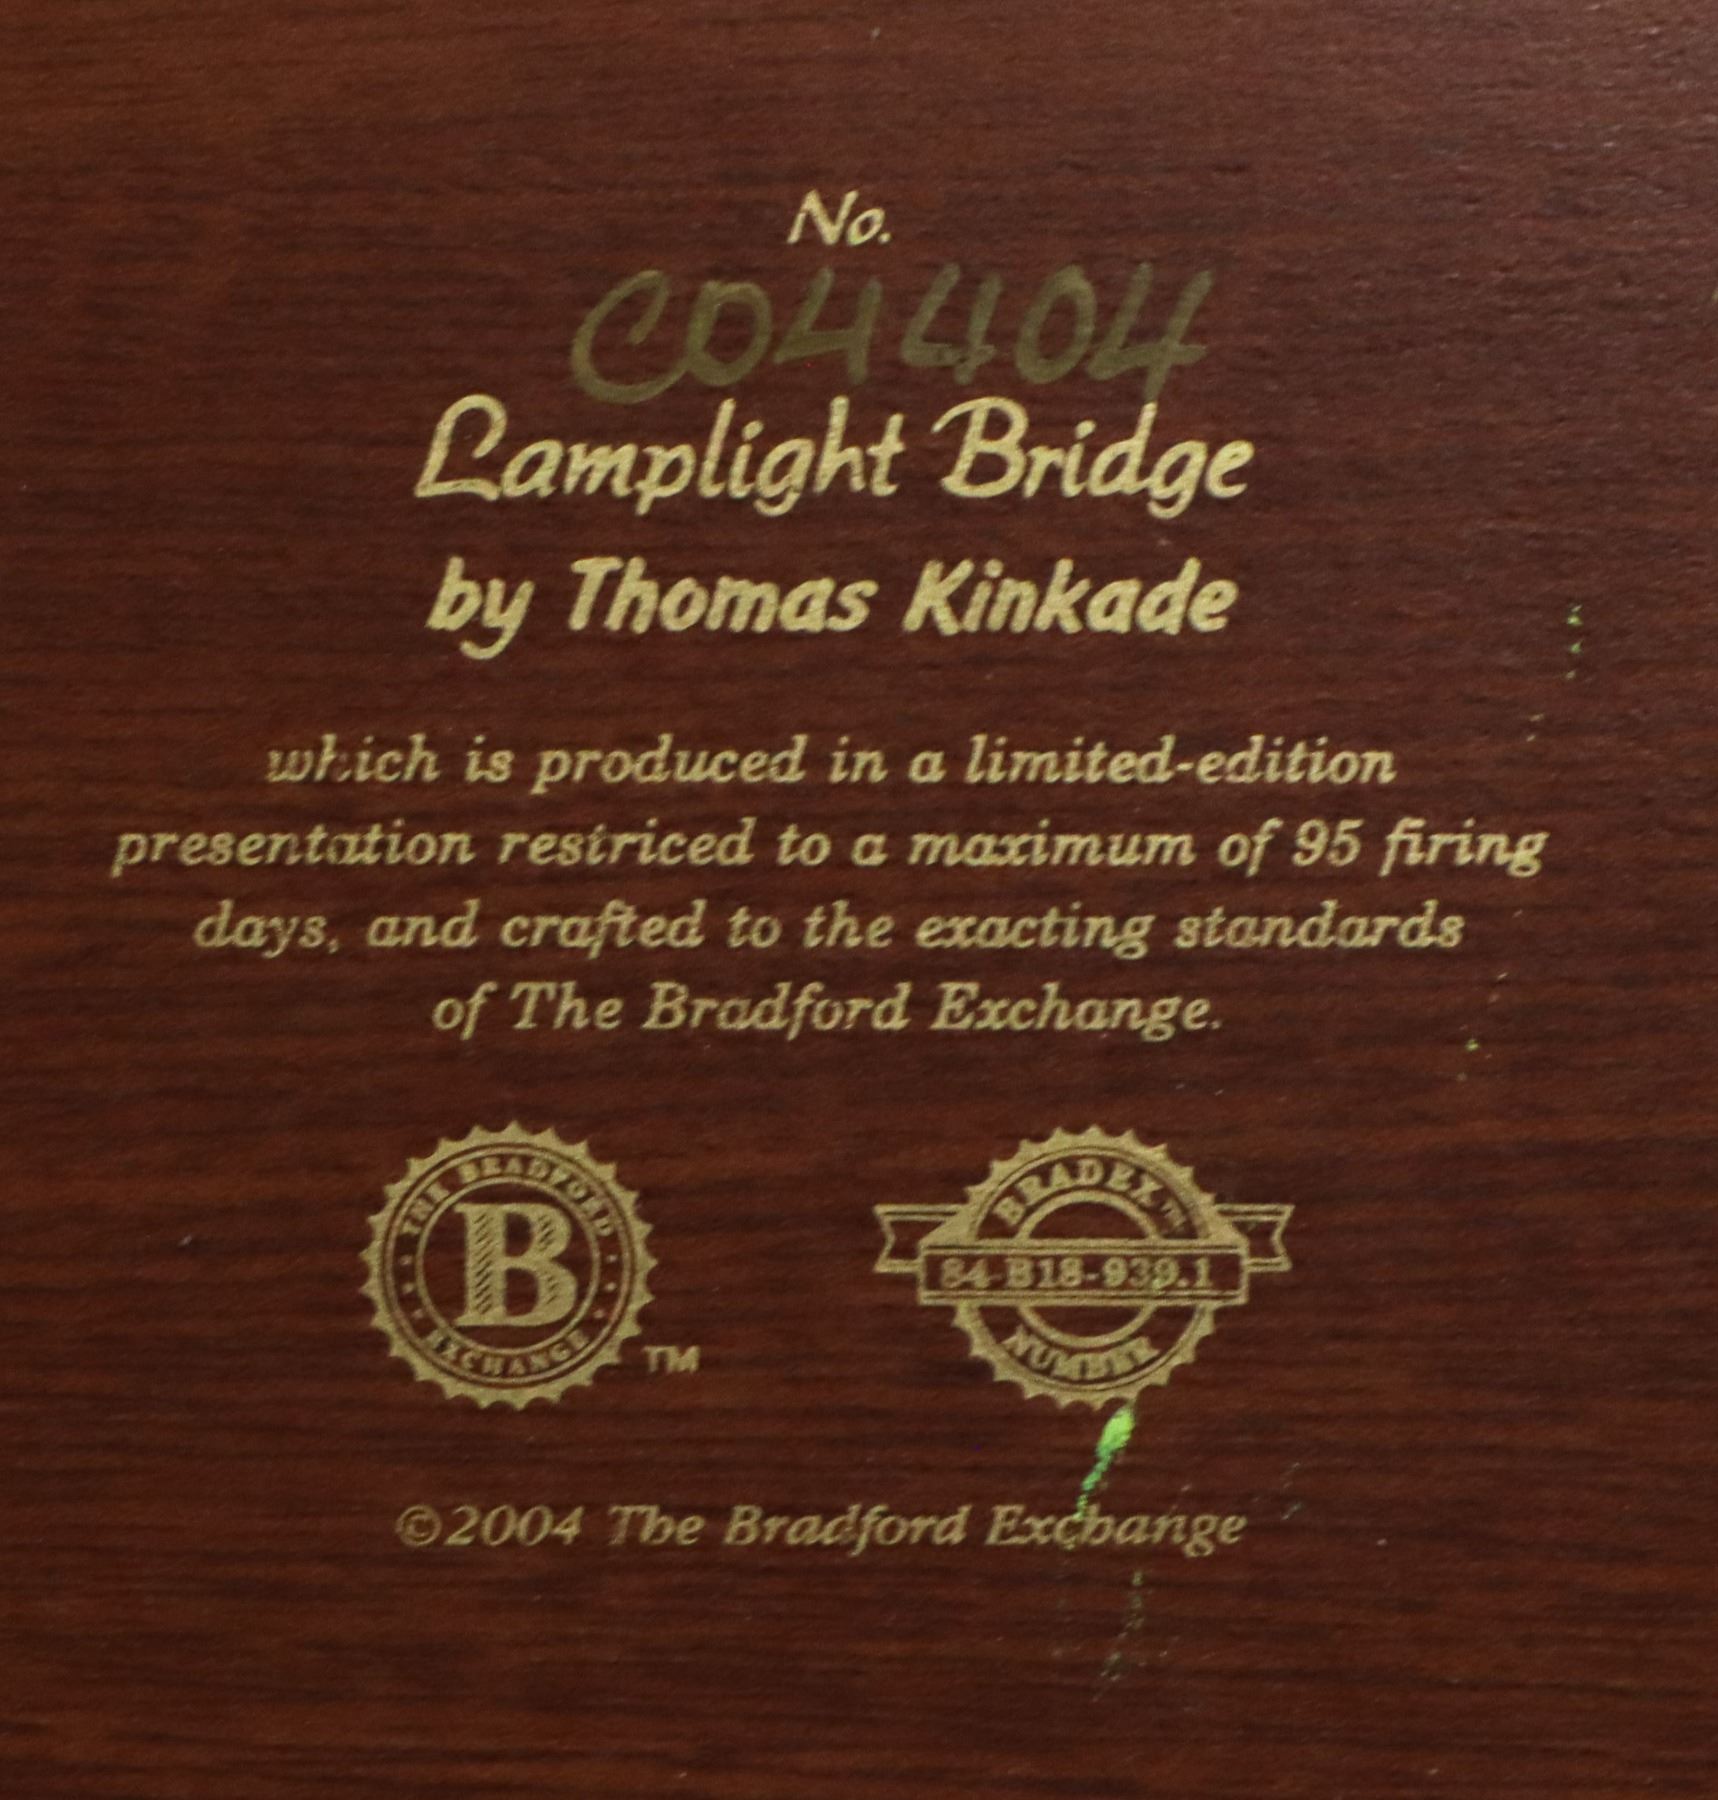 No.
C04404
Lamplight Bridge
by Thomas Kinkade
which is produced in a limited-edition
presentation restriced to a maximum of 95 firing
days, and crafted to the exacting standards
of The Bradford Exchange.
THE BRADFORD
B
EXCHANGE
TM
BRADEX™
84-B18-939.1
NUMBER
©2004 The Bradford Exchange